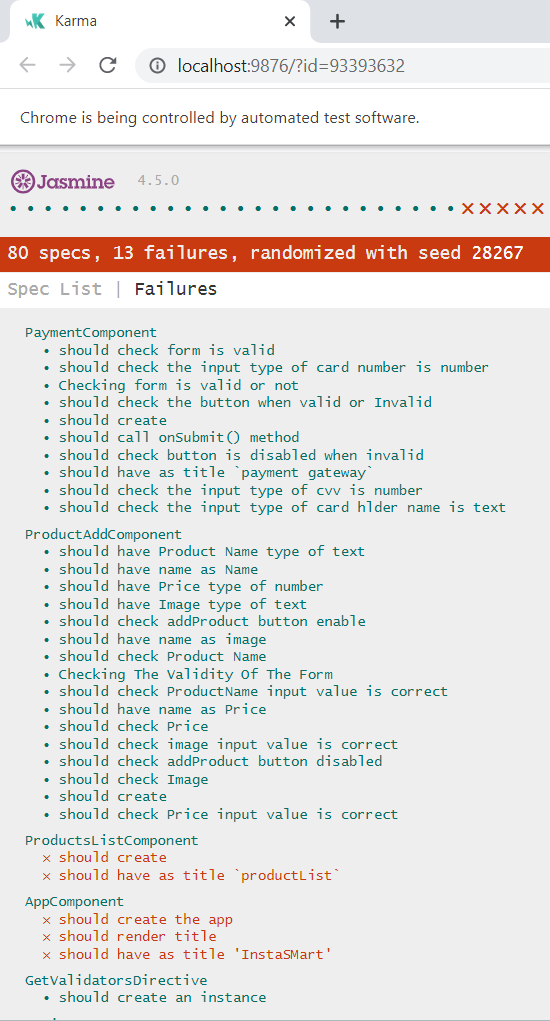 Karma
localhost:9876/?id=93393632
Chrome is being controlled by automated test software.
Jasmine 4.5.0
80 specs, 13 failures, randomized with seed 28267
Spec List | Failures
PaymentComponent
• should check form is valid
• should check the input type of card number is number
• Checking form is valid or not
• should check the button when valid or Invalid
• should create
• should call onSubmit() method
• should check button is disabled when invalid
• should have as title `payment gateway`
• should check the input type of cvv is number
• should check the input type of card hlder name is text
ProductAddComponent
• should have Product Name type of text
• should have name as Name
• should have Price type of number
• should have Image type of text
• should check addProduct button enable
• should have name as image
• should check Product Name
• Checking The Validity Of The Form
• should check ProductName input value is correct
• should have name as Price
• should check Price
• should check image input value is correct
• should check addProduct button disabled
• should check Image
• should create
• should check Price input value is correct
ProductsListComponent
× should create
× should have as title `productList`
AppComponent
× should create the app
× should render title
× should have as title 'InstaSMart'
GetValidatorsDirective
• should create an instance